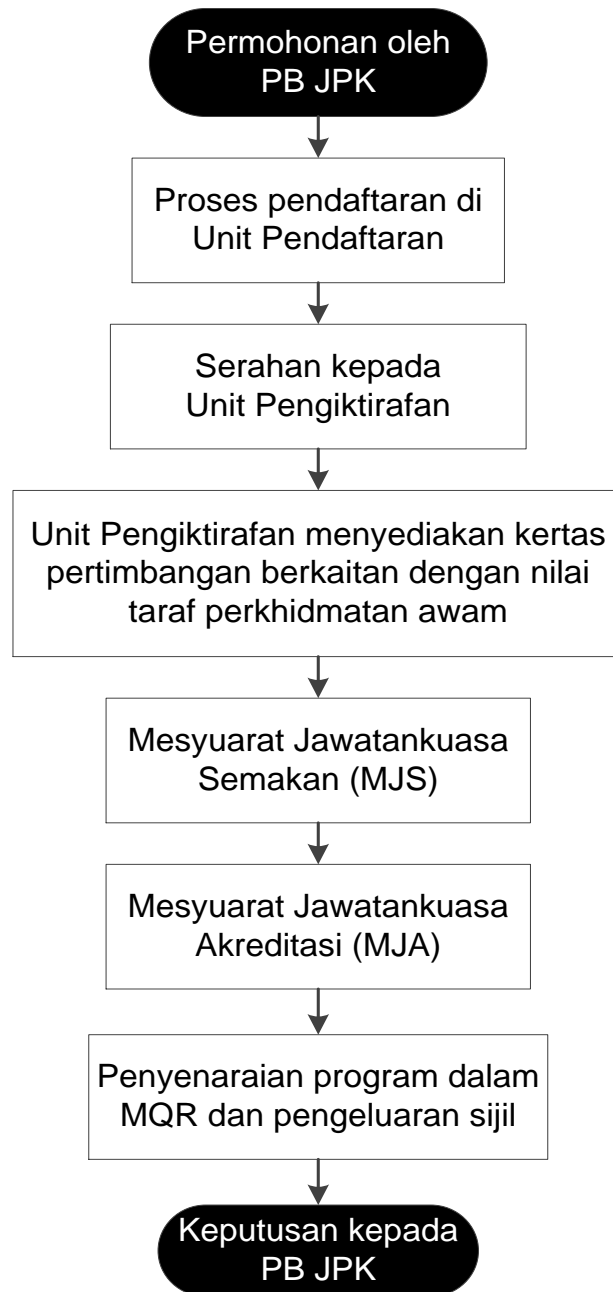 Permohonan oleh
PB JPK
Proses pendaftaran di
Unit Pendaftaran
Serahan kepada
Unit Pengiktirafan
Unit Pengiktirafan menyediakan kertas
pertimbangan berkaitan dengan nilai
taraf perkhidmatan awam
Mesyuarat Jawatankuasa
Semakan (MJS)
Mesyuarat Jawatankuasa
Akreditasi (MJA)
Penyenaraian program dalam
MQR dan pengeluaran sijil
Keputusan kepada
PB JPK